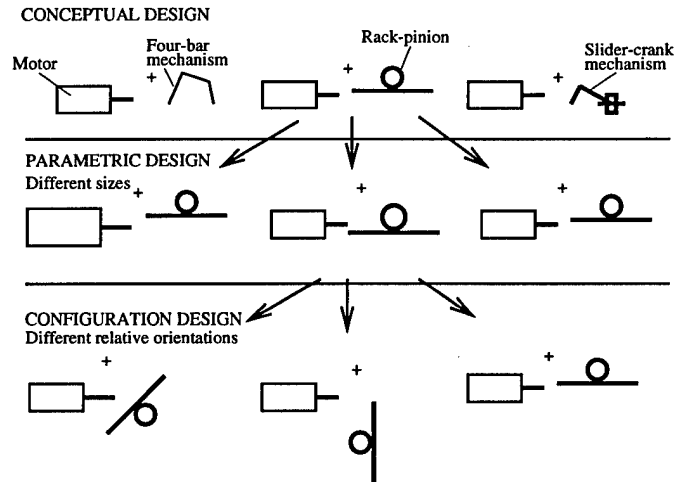 CONCEPTUAL DESIGN
Motor
Four-bar
mechanism
+
Rack-pinion
+
Slider-crank
mechanism
+
PARAMETRIC DESIGN
Different sizes
+
+
+
CONFIGURATION DESIGN
Different relative orientations
+
+
+